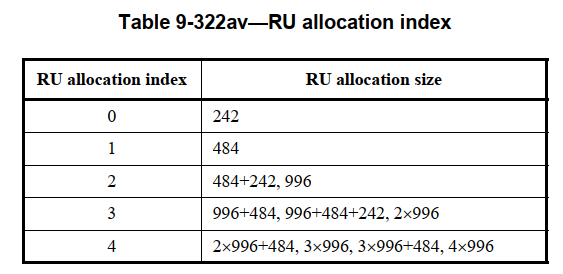 Table 9-322av—RU allocation index
RU allocation index RU allocation size
0 242
1 484
2 484+242, 996
3 996+484, 996+484+242, 2×996
4 2×996+484, 3×996, 3×996+484, 4×996